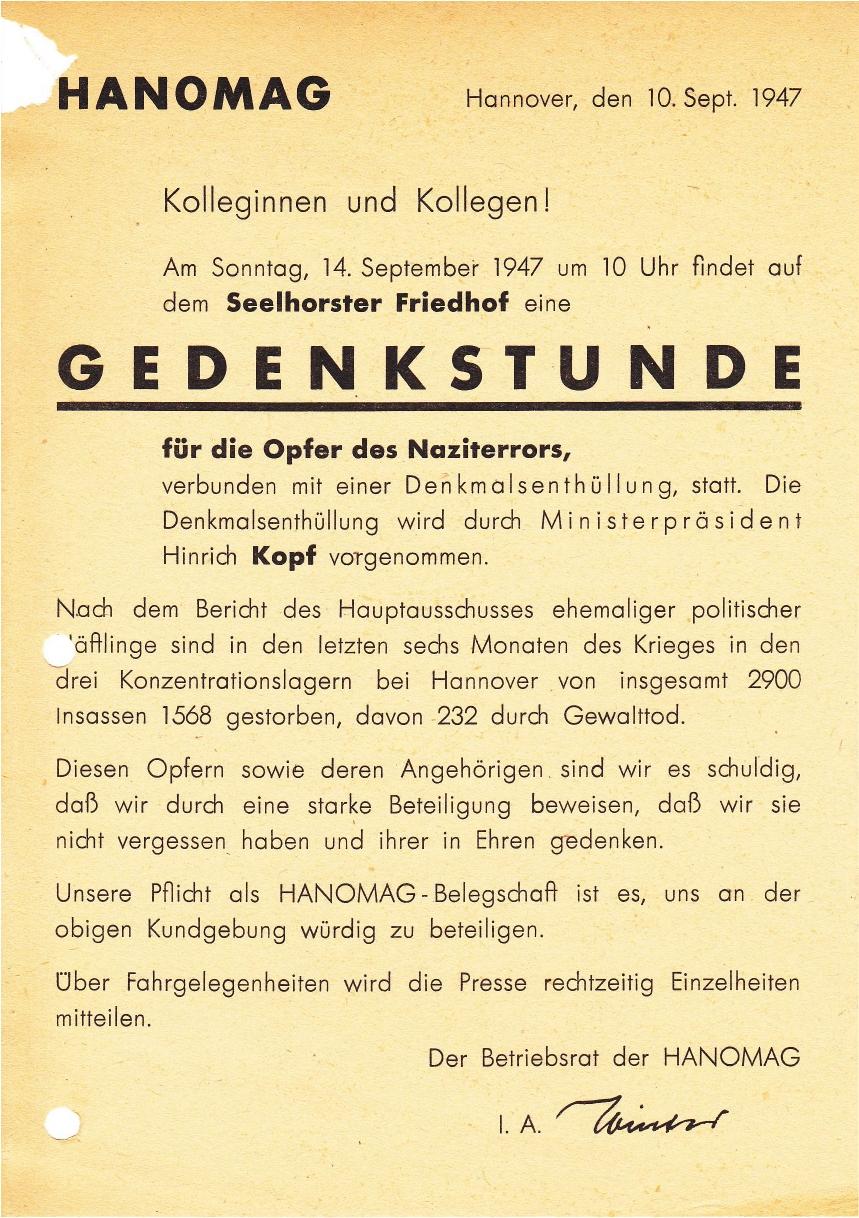 HANOMAG
Hannover, den 10. Sept. 1947
Kolleginnen und Kollegen!
Am Sonntag, 14. September 1947 um 10 Uhr findet auf
dem Seelhorster Friedhof eine
GEDENKSTUNDE
für die Opfer des Naziterrors,
verbunden mit einer Denkmalsenthüllung, statt. Die
Denkmalsenthüllung wird durch Ministerpräsident
Hinrich Kopf vorgenommen.
Nach dem Bericht des Hauptausschusses ehemaliger politischer
Häftlinge sind in den letzten sechs Monaten des Krieges in den
drei Konzentrationslagern bei Hannover von insgesamt 2900
Insassen 1568 gestorben, davon 232 durch Gewalttod.
Diesen Opfern sowie deren Angehörigen sind wir es schuldig,
daß wir durch eine starke Beteiligung beweisen, daß wir sie
nicht vergessen haben und ihrer in Ehren gedenken.
Unsere Pflicht als HANOMAG-Belegschaft ist es, uns an der
obigen Kundgebung würdig zu beteiligen.
Über Fahrgelegenheiten wird die Presse rechtzeitig Einzelheiten
mitteilen.
Der Betriebsrat der HANOMAG
I. A.